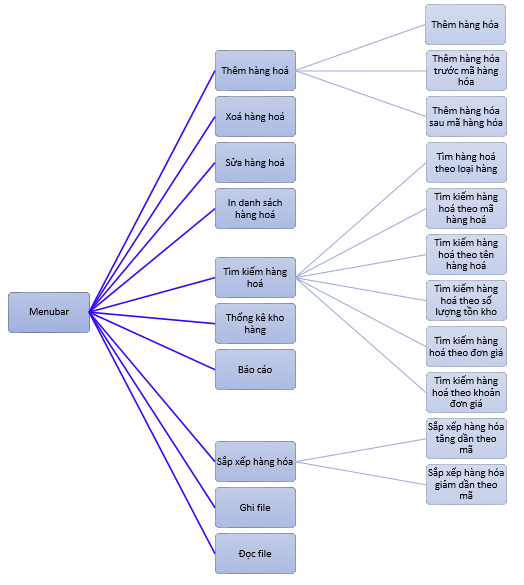 Menubar
Thêm hàng hoá
Xoá hàng hoá
Sửa hàng hoá
In danh sách
hàng hoá
Tìm kiếm hàng
hoá
Thống kê kho
hàng
Báo cáo
Sắp xếp hàng hóa
Ghi file
Đọc file
Thêm hàng hóa
Thêm hàng hóa
trước mã hàng
hóa
Thêm hàng hóa
sau mã hàng hóa
Tìm hàng hoá
theo loại hàng
Tìm kiếm hàng
hoá theo mã
hàng hoá
Tìm kiếm hàng
hoá theo tên
hàng hoá
Tìm kiếm hàng
hoá theo số
lượng tồn kho
Tìm kiếm hàng
hoá theo đơn giá
Tìm kiếm hàng
hoá theo khoản
đơn giá
Sắp xếp hàng hóa
tăng dần theo
mã
Sắp xếp hàng hóa
giảm dần theo
mã